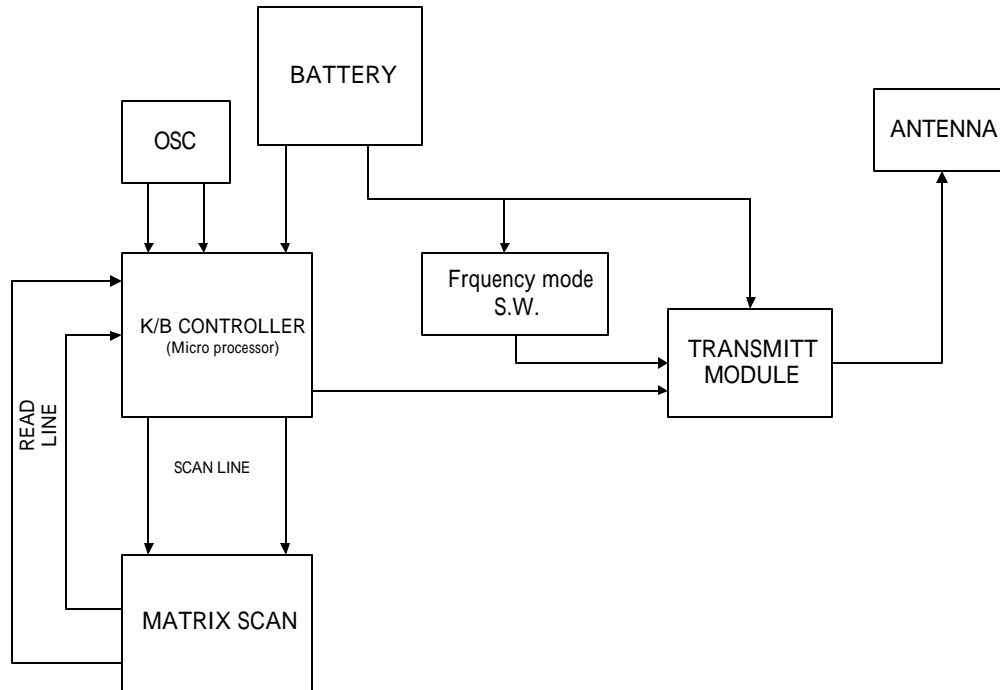 BATTERY
OSC
ANTENNA
Frquency mode
S.W.
K/B CONTROLLER
(Micro processor)
TRANSMITT
MODULE
READ
LINE
SCAN LINE
MATRIX SCAN